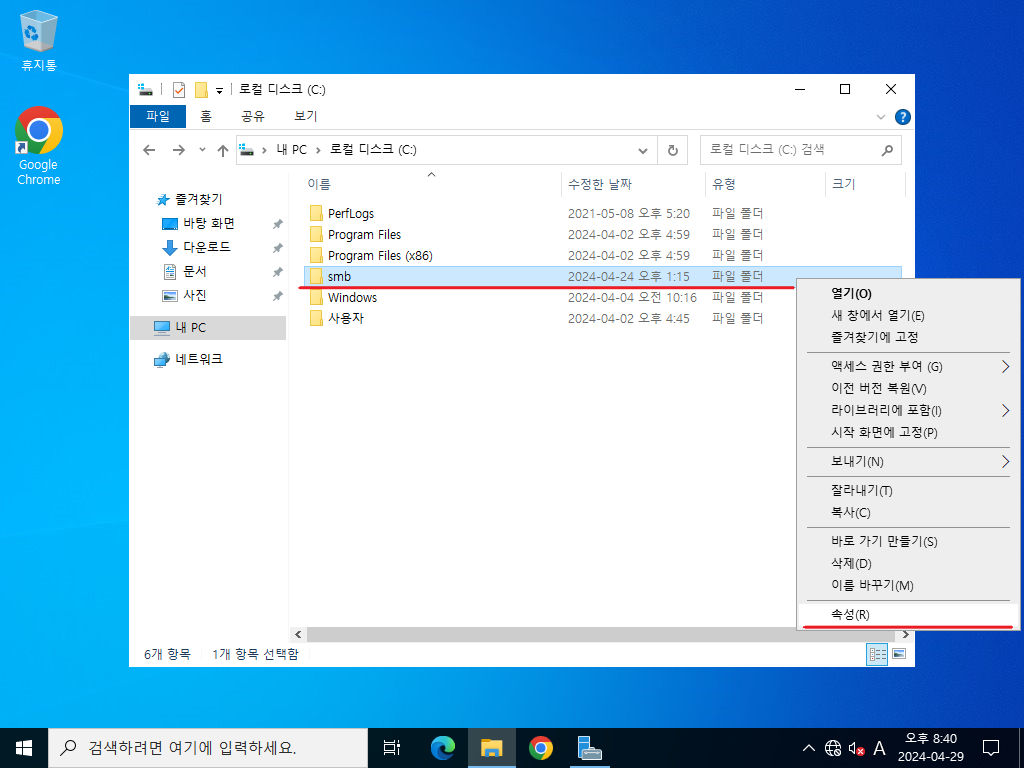 휴지통
Google
Chrome
로컬 디스크 (C:)
파일
홈
공유
보기
?
내 PC
로컬 디스크 (C:)
로컬 디스크 (C:) 검색
이름
수정한 날짜
유형
크기
즐겨찾기
바탕 화면
다운로드
문서
사진
내 PC
네트워크
PerfLogs 2021-05-08 오후 5:20 파일 폴더
Program Files 2024-04-02 오후 4:59 파일 폴더
Program Files (x86) 2024-04-02 오후 4:59 파일 폴더
smb 2024-04-24 오후 1:15 파일 폴더
Windows 2024-04-04 오전 10:16 파일 폴더
사용자 2024-04-02 오후 4:45 파일 폴더
열기(O)
새 창에서 열기(E)
즐겨찾기에 고정
액세스 권한 부여 (G)
이전 버전 복원(V)
라이브러리에 포함(I)
시작 화면에 고정(P)
보내기(N)
잘라내기(T)
복사(C)
바로 가기 만들기(S)
삭제(D)
이름 바꾸기(M)
속성(R)
6개 항목
1개 항목 선택함
검색하려면 여기에 입력하세요.
A
오후 8:40
2024-04-29